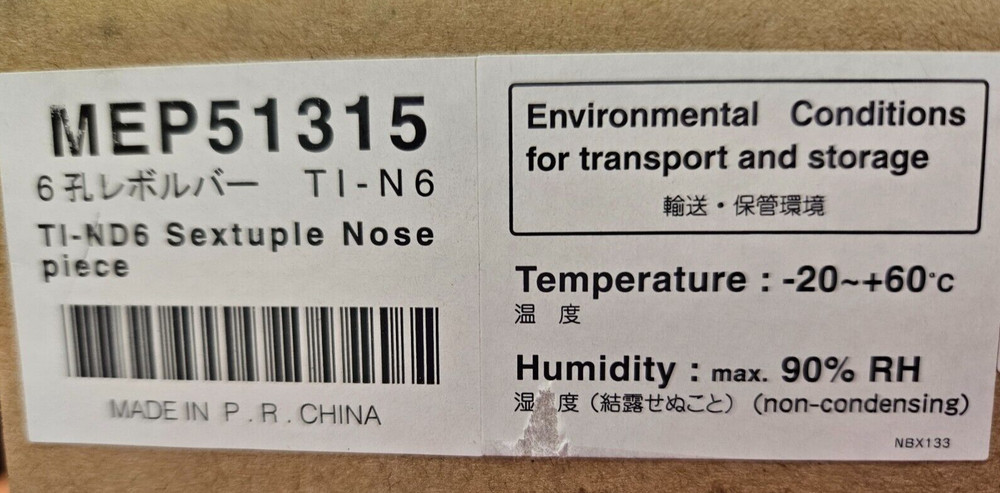 MEP51315
6孔レボルバー TI-N6
TI-ND6 Sextuple Nose
piece
MADE IN P.R.CHINA
Environmental Conditions
for transport and storage
輸送・保管環境
Temperature : -20~+60°C
温 度
Humidity : max. 90% RH
湿 度（結露せぬこと）(non-condensing)
NBX133